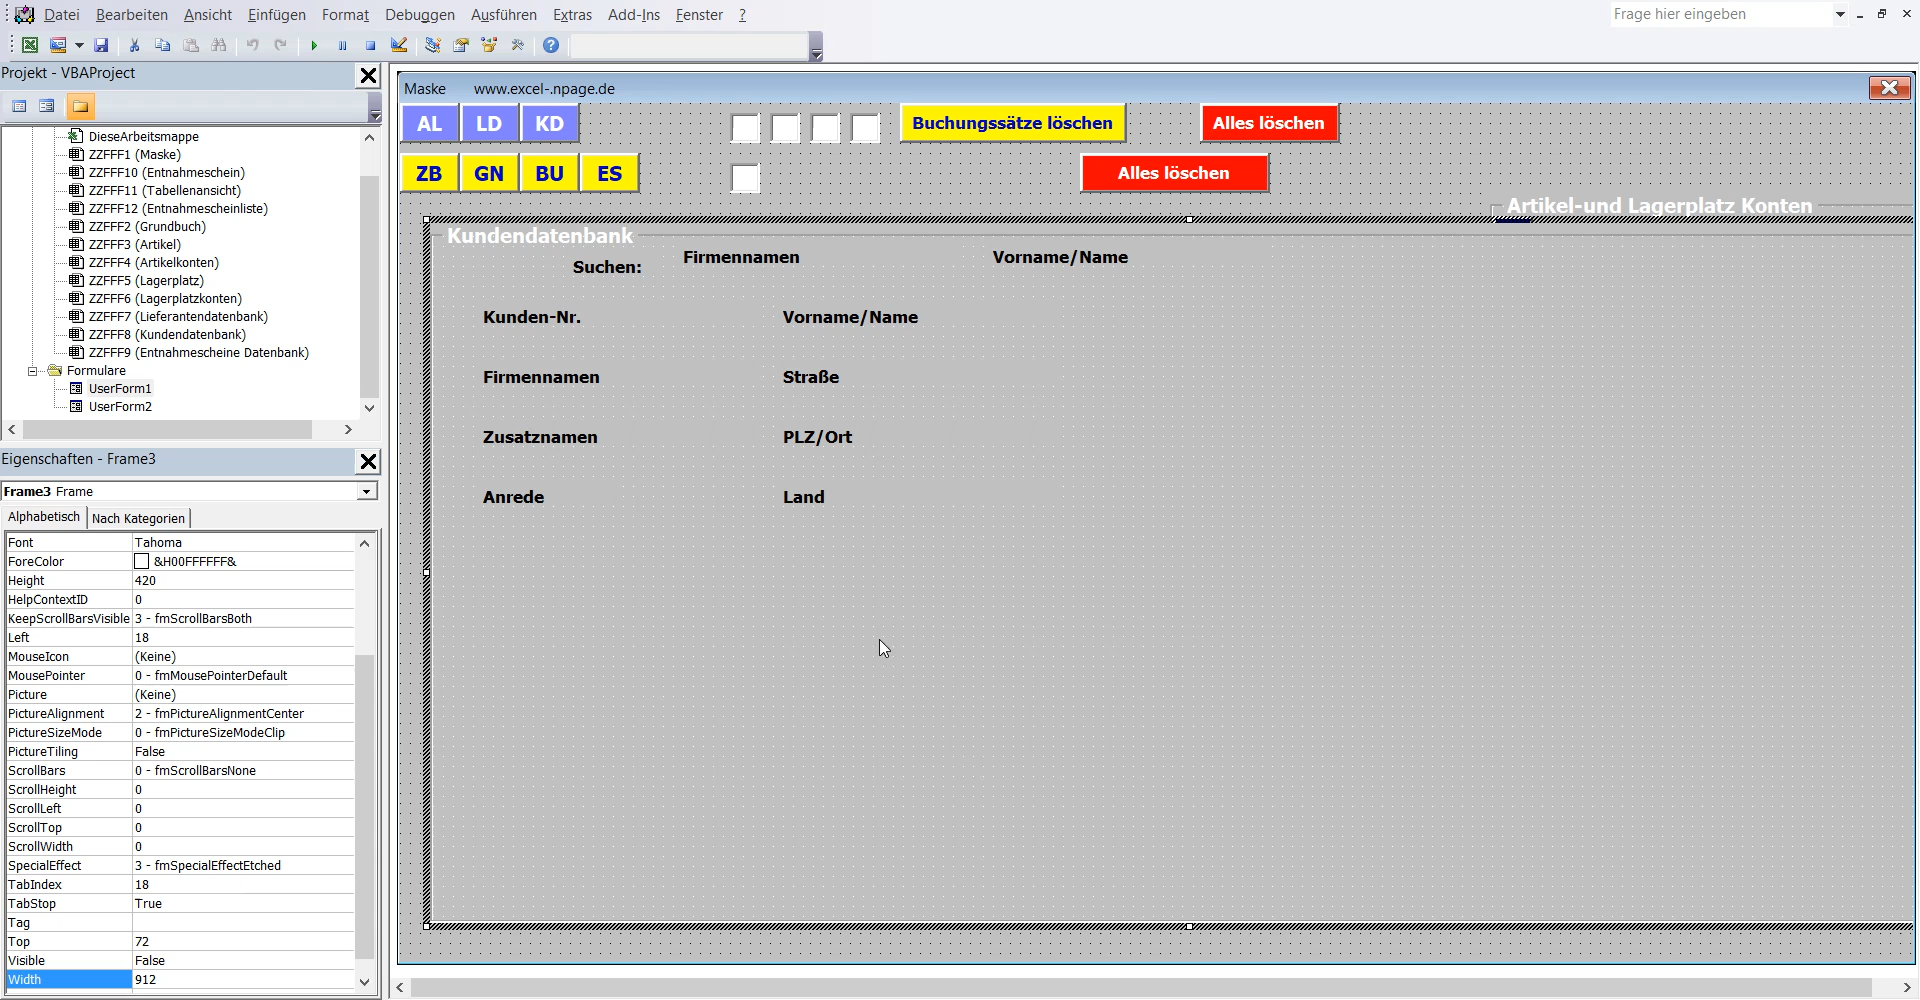 Datei Bearbeiten Ansicht Einfügen Format Debuggen Ausführen Extras Add-Ins Fenster ? Frage hier eingeben
Projekt - VBAProject
DieseArbeitsmappe
ZZFFF1 (Maske)
ZZFFF10 (Entnahmeschein)
ZZFFF11 (Tabellenansicht)
ZZFFF12 (Entnahmescheinliste)
ZZFFF2 (Grundbuch)
ZZFFF3 (Artikel)
ZZFFF4 (Artikelkonten)
ZZFFF5 (Lagerplatz)
ZZFFF6 (Lagerplatzkonten)
ZZFFF7 (Lieferantendatenbank)
ZZFFF8 (Kundendatenbank)
ZZFFF9 (Entnahmescheine Datenbank)
Formulare
UserForm1
UserForm2
Eigenschaften - Frame3
Frame3 Frame
Alphabetisch Nach Kategorien
Font Tahoma
ForeColor &H00FFFFFF&
Height 420
HelpContextID 0
KeepScrollBarsVisible 3 - fmScrollBarsBoth
Left 18
MouseIcon (Keine)
MousePointer 0 - fmMousePointerDefault
Picture (Keine)
PictureAlignment 2 - fmPictureAlignmentCenter
PictureSizeMode 0 - fmPictureSizeModeClip
PictureTiling False
ScrollBars 0 - fmScrollBarsNone
ScrollHeight 0
ScrollLeft 0
ScrollTop 0
ScrollWidth 0
SpecialEffect 3 - fmSpecialEffectEtched
TabIndex 18
TabStop True
Tag
Top 72
Visible False
Width 912
Maske www.excel-.npage.de
AL LD KD Buchungssätze löschen Alles löschen
ZB GN BU ES Alles löschen
Artikel-und Lagerplatz Konten
Kundendatenbank
Suchen: Firmennamen Vorname/Name
Kunden-Nr. Vorname/Name
Firmennamen Straße
Zusatznamen PLZ/Ort
Anrede Land